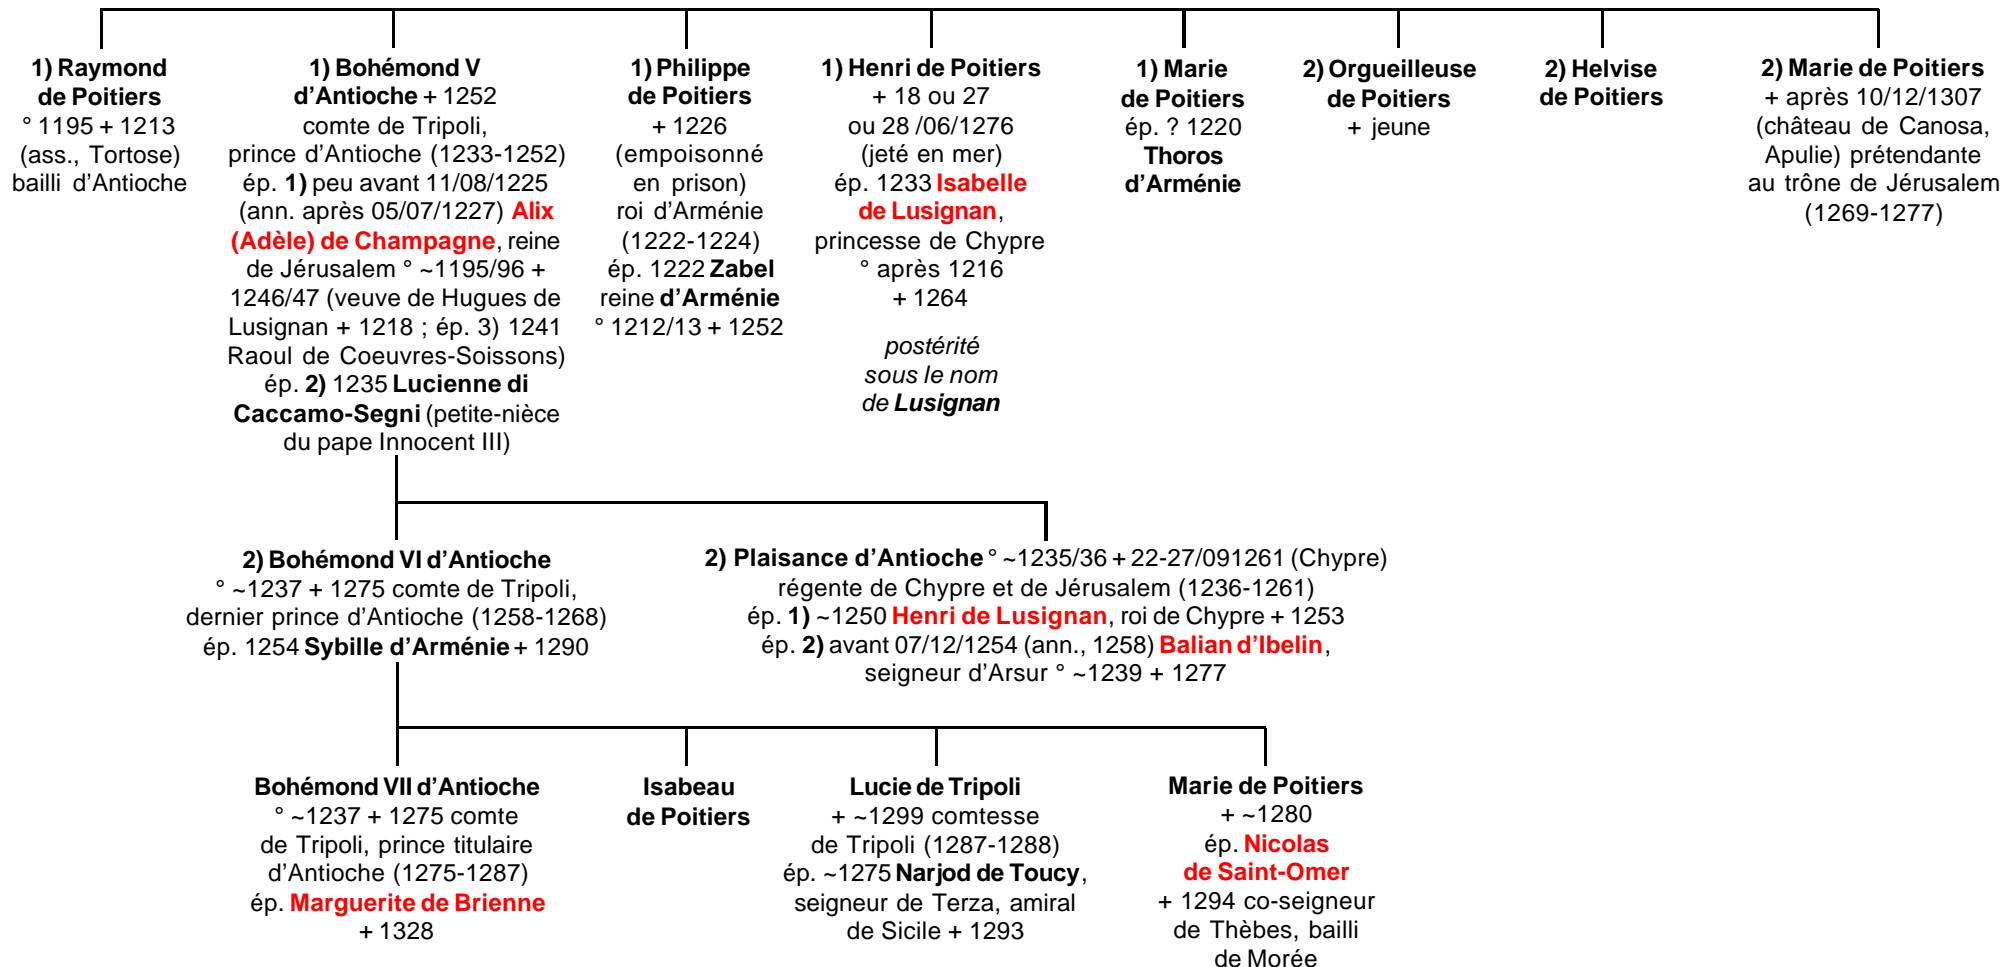 1) Raymond
de Poitiers
° 1195 + 1213
(ass., Tortose)
bailli d'Antioche
1) Bohémond V
d'Antioche + 1252
comte de Tripoli,
prince d'Antioche (1233-1252)
ép. 1) peu avant 11/08/1225
(ann. après 05/07/1227) Alix
(Adèle) de Champagne, reine
de Jérusalem ° ~1195/96 +
1246/47 (veuve de Hugues de
Lusignan + 1218 ; ép. 3) 1241
Raoul de Coeuvres-Soissons)
ép. 2) 1235 Lucienne di
Caccamo-Segni (petite-nièce
du pape Innocent III)
1) Philippe
de Poitiers
+ 1226
(empoisonné
en prison)
roi d'Arménie
(1222-1224)
ép. 1222 Zabel
reine d'Arménie
° 1212/13 + 1252
1) Henri de Poitiers
+ 18 ou 27
ou 28 /06/1276
(jeté en mer)
ép. 1233 Isabelle
de Lusignan,
princesse de Chypre
° après 1216
+ 1264
postérité
sous le nom
de Lusignan
1) Marie
de Poitiers
ép. ? 1220
Thoros
d'Arménie
2) Orgueilleuse
de Poitiers
+ jeune
2) Helvise
de Poitiers
2) Marie de Poitiers
+ après 10/12/1307
(château de Canosa,
Apulie) prétendante
au trône de Jérusalem
(1269-1277)
2) Bohémond VI d'Antioche
° ~1237 + 1275 comte de Tripoli,
dernier prince d'Antioche (1258-1268)
ép. 1254 Sybille d'Arménie + 1290
2) Plaisance d'Antioche ° ~1235/36 + 22-27/091261 (Chypre)
régente de Chypre et de Jérusalem (1236-1261)
ép. 1) ~1250 Henri de Lusignan, roi de Chypre + 1253
ép. 2) avant 07/12/1254 (ann., 1258) Balian d'Ibelin,
seigneur d'Arsur ° ~1239 + 1277
Bohémond VII d'Antioche
° ~1237 + 1275 comte
de Tripoli, prince titulaire
d'Antioche (1275-1287)
ép. Marguerite de Brienne
+ 1328
Isabeau
de Poitiers
Lucie de Tripoli
+ ~1299 comtesse
de Tripoli (1287-1288)
ép. ~1275 Narjod de Toucy,
seigneur de Terza, amiral
de Sicile + 1293
Marie de Poitiers
+ ~1280
ép. Nicolas
de Saint-Omer
+ 1294 co-seigneur
de Thèbes, bailli
de Morée